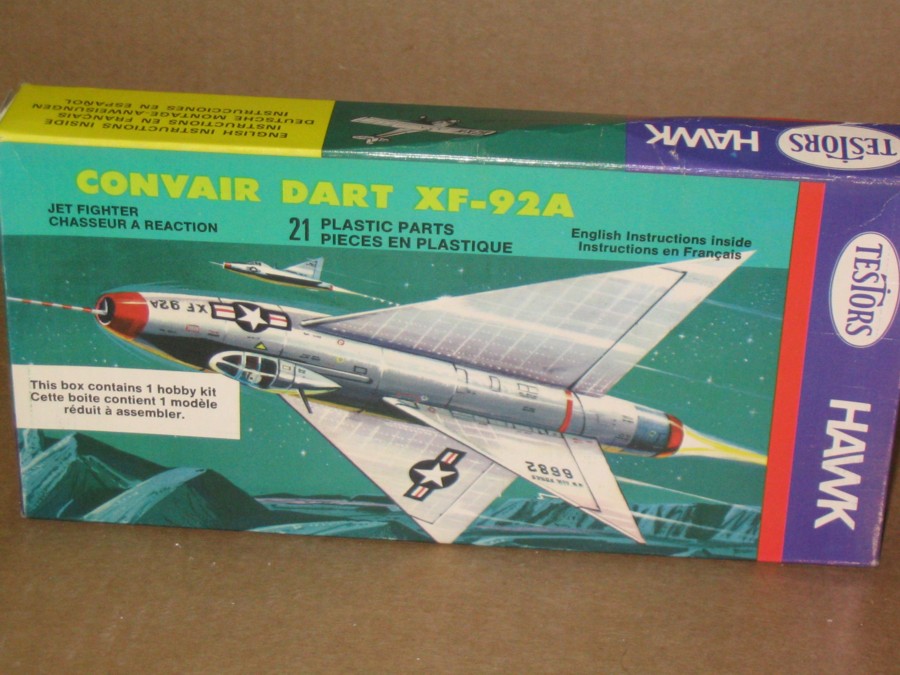 ENGLISH INSTRUCTIONS INSIDE
INSTRUCTIONS EN FRANÇAIS
DEUTSCHE MONTAGE-ANWEISUNGEN
INSTRUCCIONES EN ESPAÑOL
HAWK
TESTORS
CONVAIR DART XF-92A
JET FIGHTER
CHASSEUR A REACTION
21 PLASTIC PARTS
PIECES EN PLASTIQUE
English Instructions inside
Instructions en Français
TESTORS
HAWK
XF 92A
This box contains 1 hobby kit
Cette boite contient 1 modèle
réduit à assembler.
6682